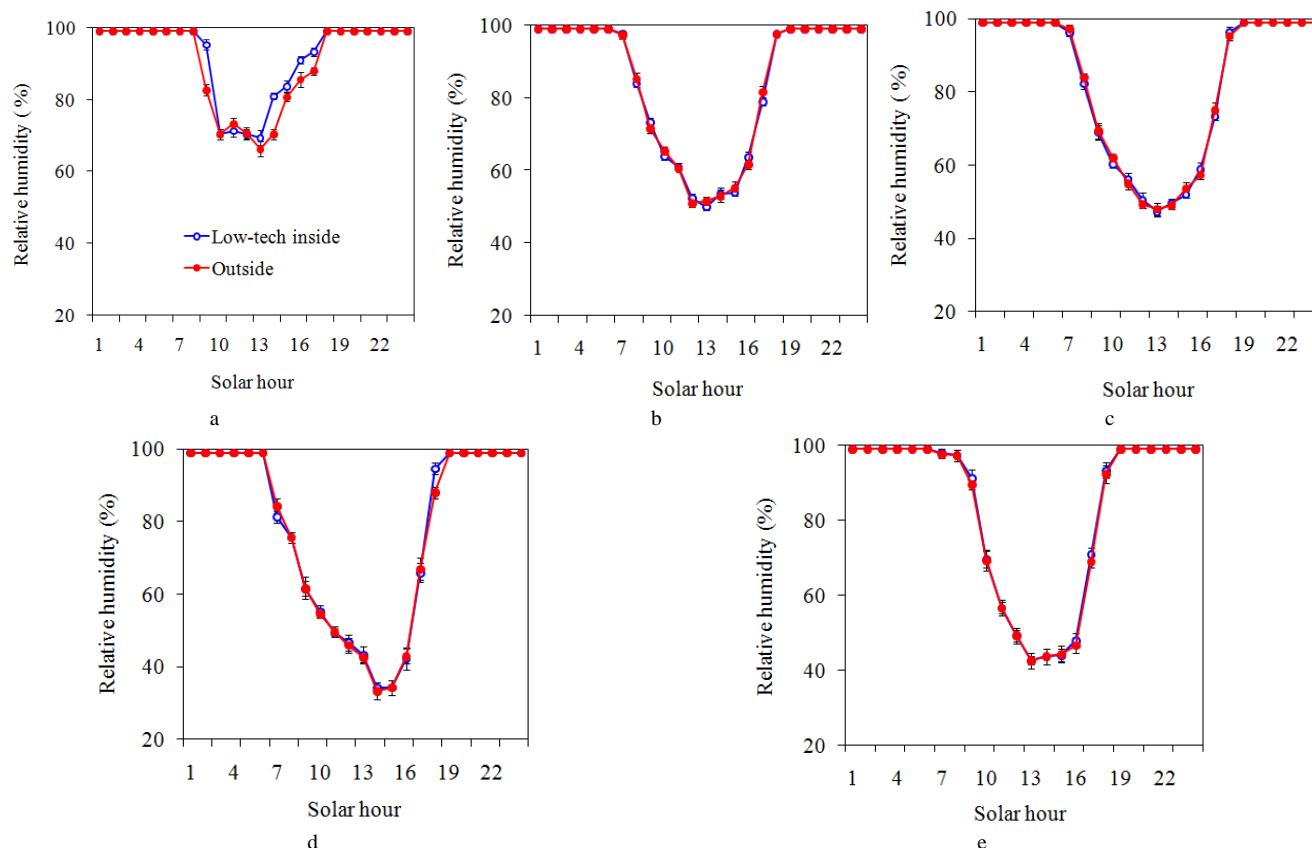 100
80
60
40
20
Relative humidity (%)
Low-tech inside
Outside
1 4 7 10 13 16 19 22
Solar hour
a
100
80
60
40
20
Relative humidity (%)
1 4 7 10 13 16 19 22
Solar hour
b
100
80
60
40
20
Relative humidity ( %)
1 4 7 10 13 16 19 22
Solar hour
c
100
80
60
40
20
Relative humidity (%)
1 4 7 10 13 16 19 22
Solar hour
d
100
80
60
40
20
Relative humidity (%)
1 4 7 10 13 16 19 22
Solar hour
e